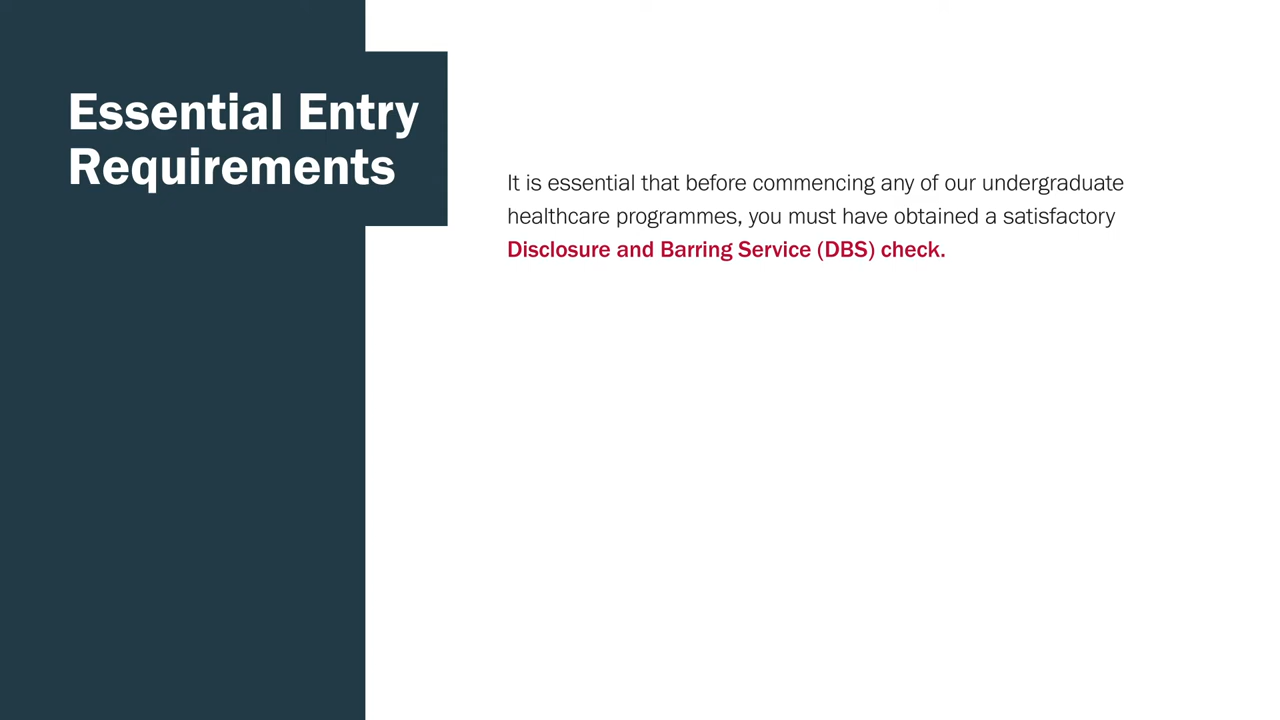 Essential Entry
Requirements
It is essential that before commencing any of our undergraduate
healthcare programmes, you must have obtained a satisfactory
Disclosure and Barring Service (DBS) check.